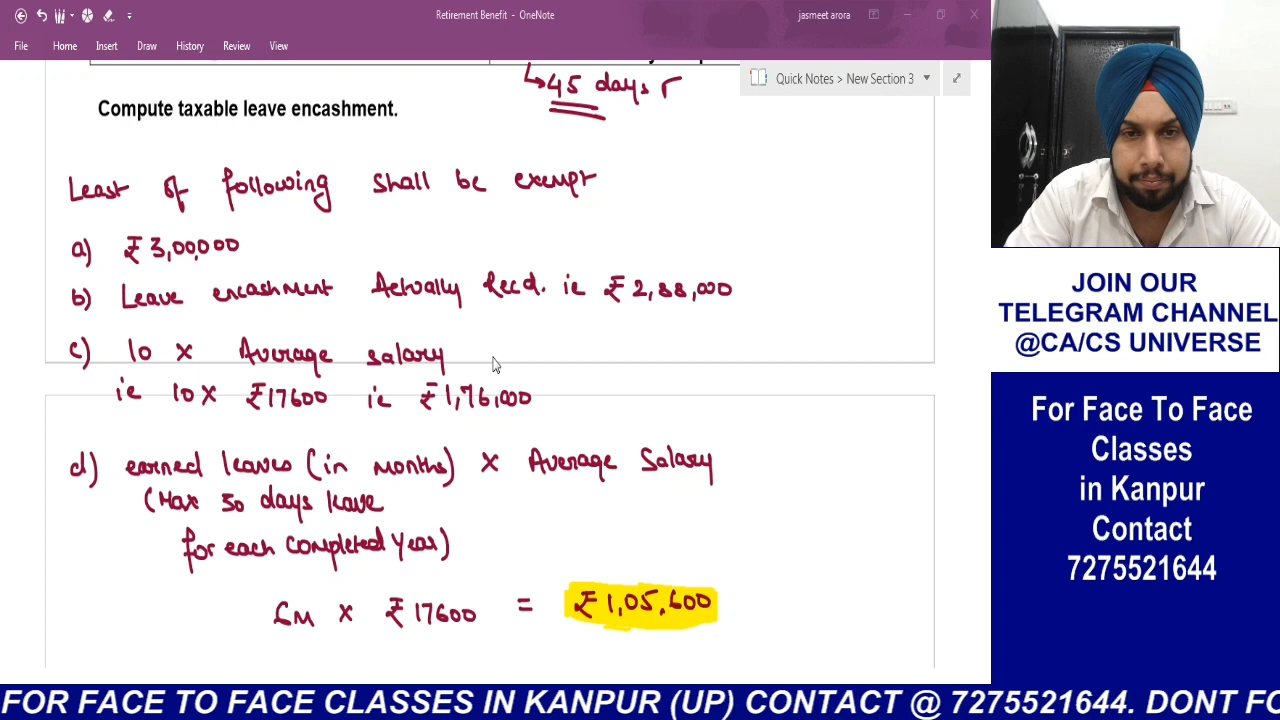 Retirement Benefit - OneNote
jasmeet arora
File Home Insert Draw History Review View
Quick Notes > New Section 3
↳45 days
Compute taxable leave encashment.
Least of following shall be exempt
a) ₹ 3,00,000
b) Leave encashment Actually Recd. ie ₹ 2,88,000
c) 10 x Average salary
ie 10 x ₹17600 ie ₹1,76,000
d) earned leaves (in months) x Average Salary
(Max 30 days leave
for each completed year)
6M x ₹17600 = ₹1,05,600
JOIN OUR
TELEGRAM CHANNEL
@CA/CS UNIVERSE
For Face To Face
Classes
in Kanpur
Contact
7275521644
FOR FACE TO FACE CLASSES IN KANPUR (UP) CONTACT @ 7275521644. DONT FO